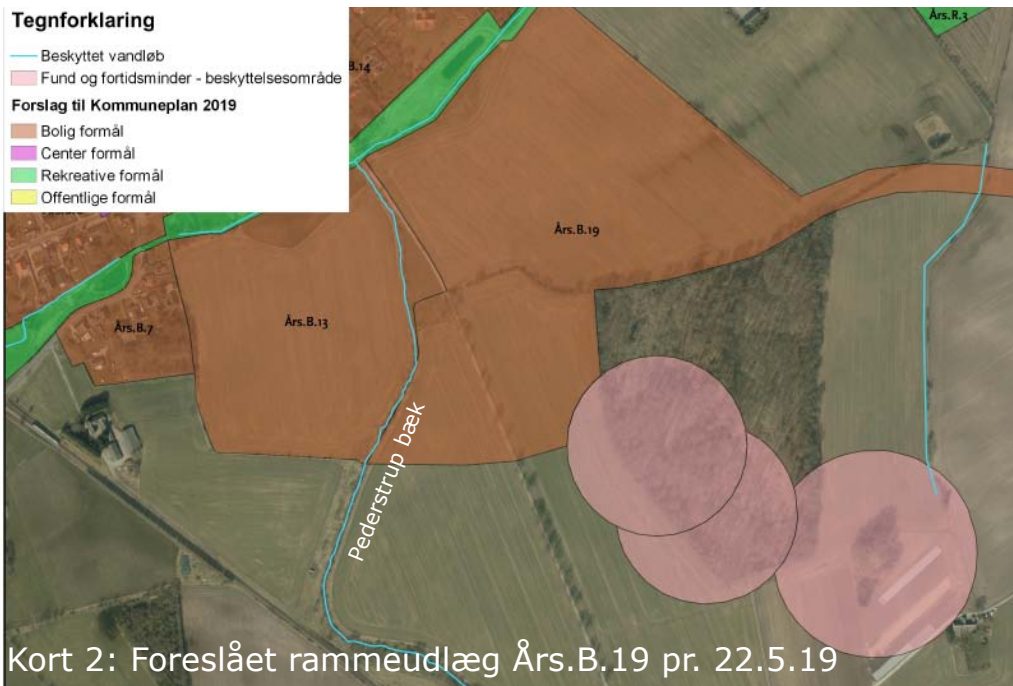 Tegnforklaring
Beskyttet vandløb
Fund og fortidsminder - beskyttelsesområde
Forslag til Kommuneplan 2019
Bolig formål
Center formål
Rekreative formål
Offentlige formål
Års.R.3
B.14
Års.B.19
Års.B.13
Års.B.7
Pederstrup bæk
Kort 2: Foreslået rammeudlæg Års.B.19 pr. 22.5.19